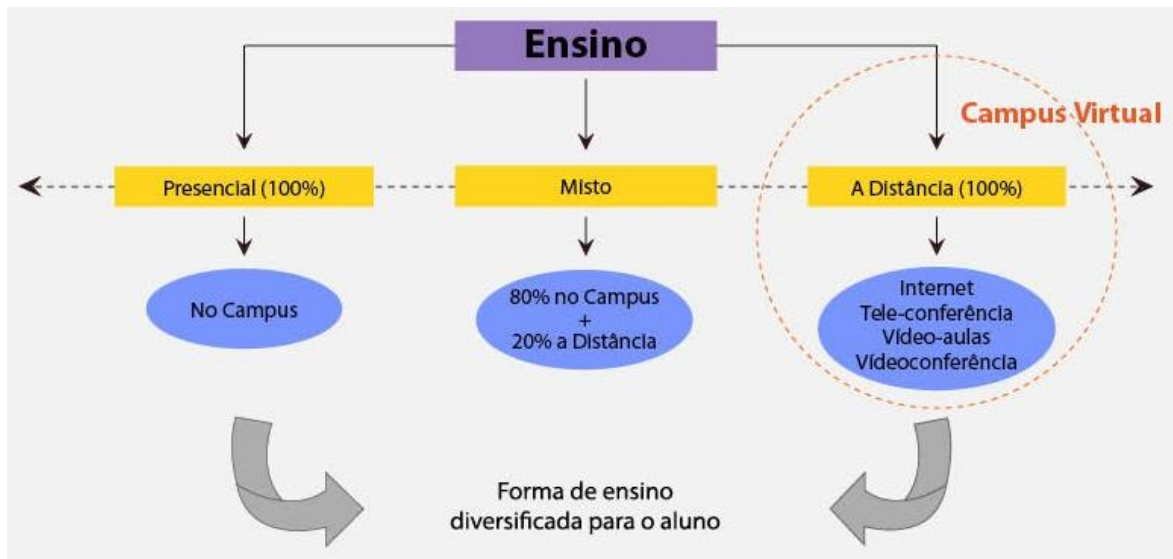 Ensino
Campus Virtual
Presencial (100%)
Misto
A Distância (100%)
No Campus
80% no Campus
+
20% a Distância
Internet
Tele-conferência
Vídeo-aulas
Vídeoconferência
Forma de ensino
diversificada para o aluno